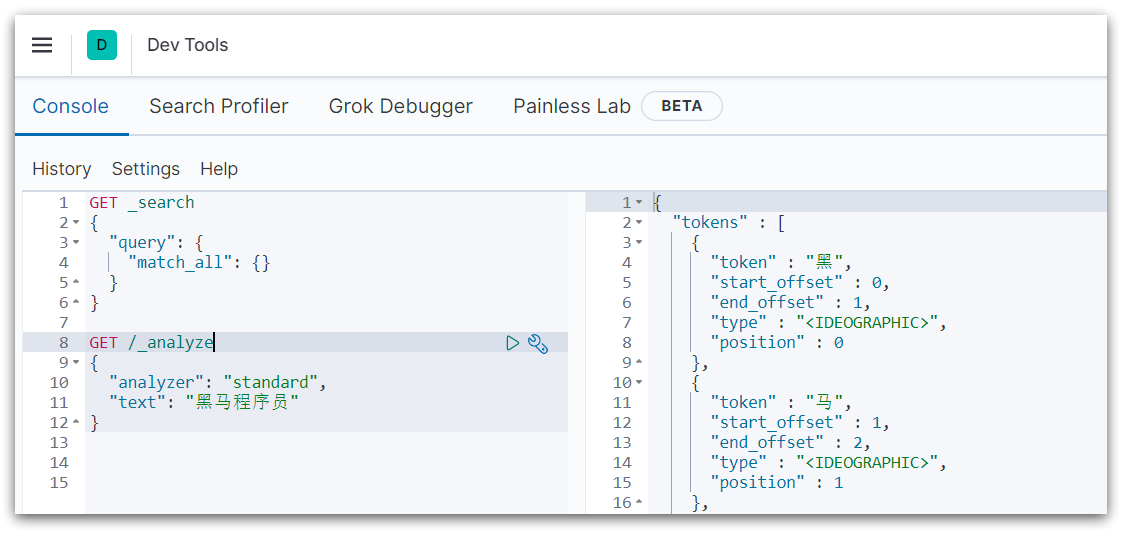 D Dev Tools
Console Search Profiler Grok Debugger Painless Lab BETA
History Settings Help
1 GET _search
2 {
3 "query": {
4 "match_all": {}
5 }
6 }
7
8 GET /_analyze
9 {
10 "analyzer": "standard",
11 "text": "黑马程序员"
12 }
13
14
15
1 {
2 "tokens" : [
3 {
4 "token" : "黑",
5 "start_offset" : 0,
6 "end_offset" : 1,
7 "type" : "<IDEOGRAPHIC>",
8 "position" : 0
9 },
10 {
11 "token" : "马",
12 "start_offset" : 1,
13 "end_offset" : 2,
14 "type" : "<IDEOGRAPHIC>",
15 "position" : 1
16 },